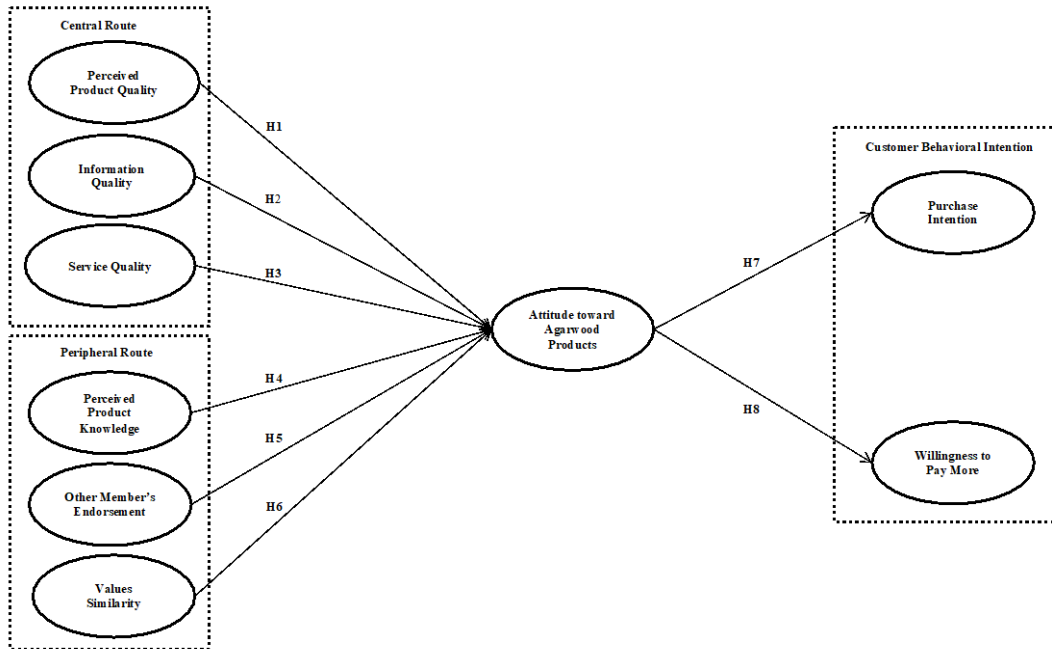 Central Route
Perceived
Product Quality
Information
Quality
Service Quality
H1
H2
H3
Peripheral Route
Perceived
Product
Knowledge
Other Member's
Endorsement
Values
Similarity
H4
H5
H6
Attitude toward
Agarwood
Products
H7
H8
Customer Behavioral Intention
Purchase
Intention
Willingness to
Pay More